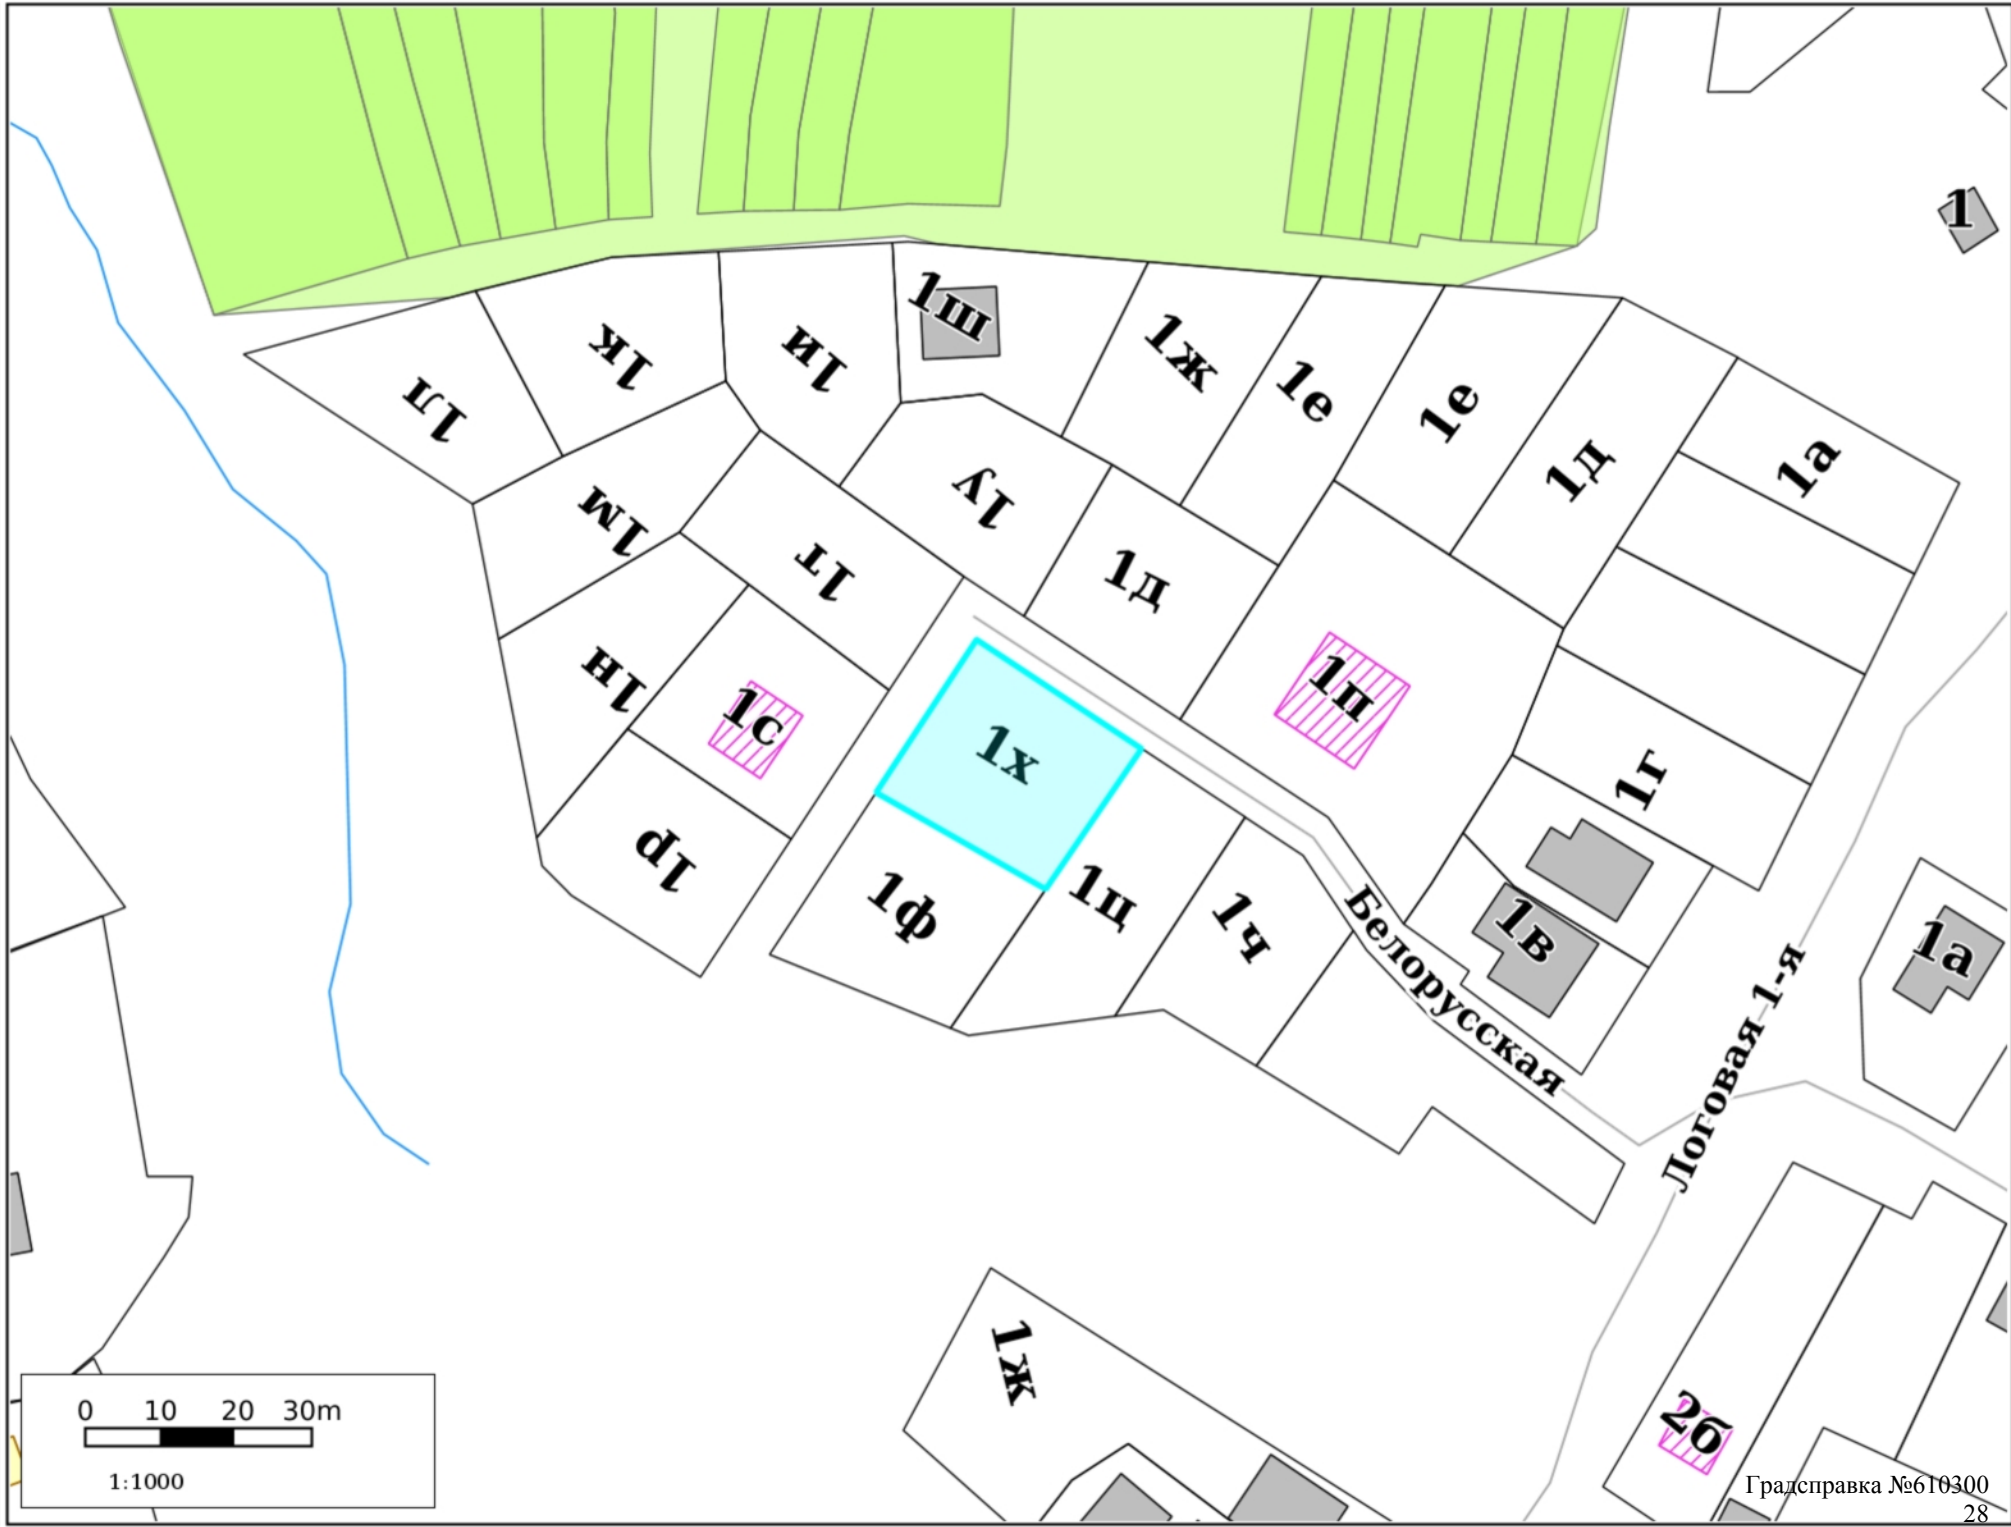 1
1ш
1к
1и
1ж
1е
1е
1л
1д
1а
1у
1м
1т
1д
1н
1с
1п
1х
1г
1р
1ф
1ц
1ч
1в
1а
Белорусская
Логовая 1-я
1ж
2б
0 10 20 30m
1:1000
Градсправка №610300
28